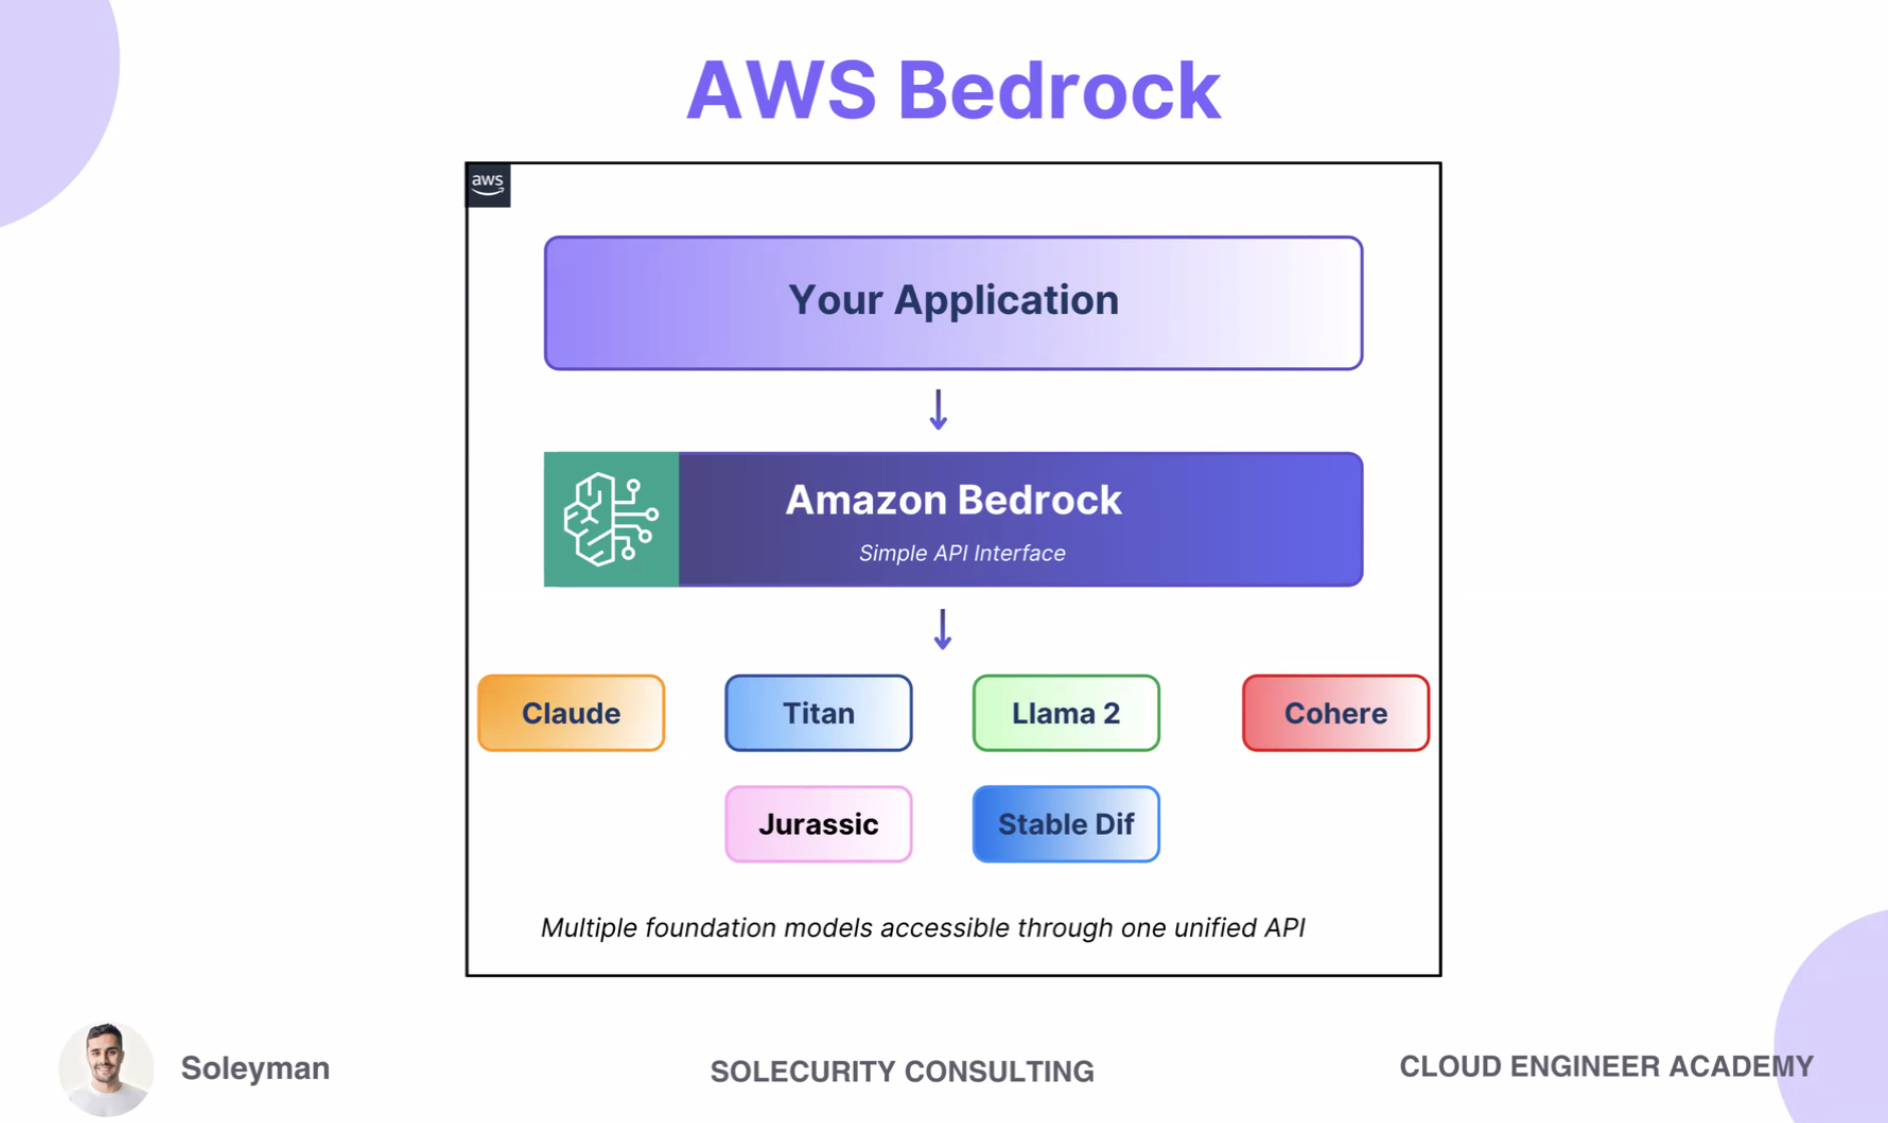 AWS Bedrock
aws
Your Application
Amazon Bedrock
Simple API Interface
Claude
Titan
Llama 2
Cohere
Jurassic
Stable Dif
Multiple foundation models accessible through one unified API
Soleyman
SOLECURITY CONSULTING
CLOUD ENGINEER ACADEMY